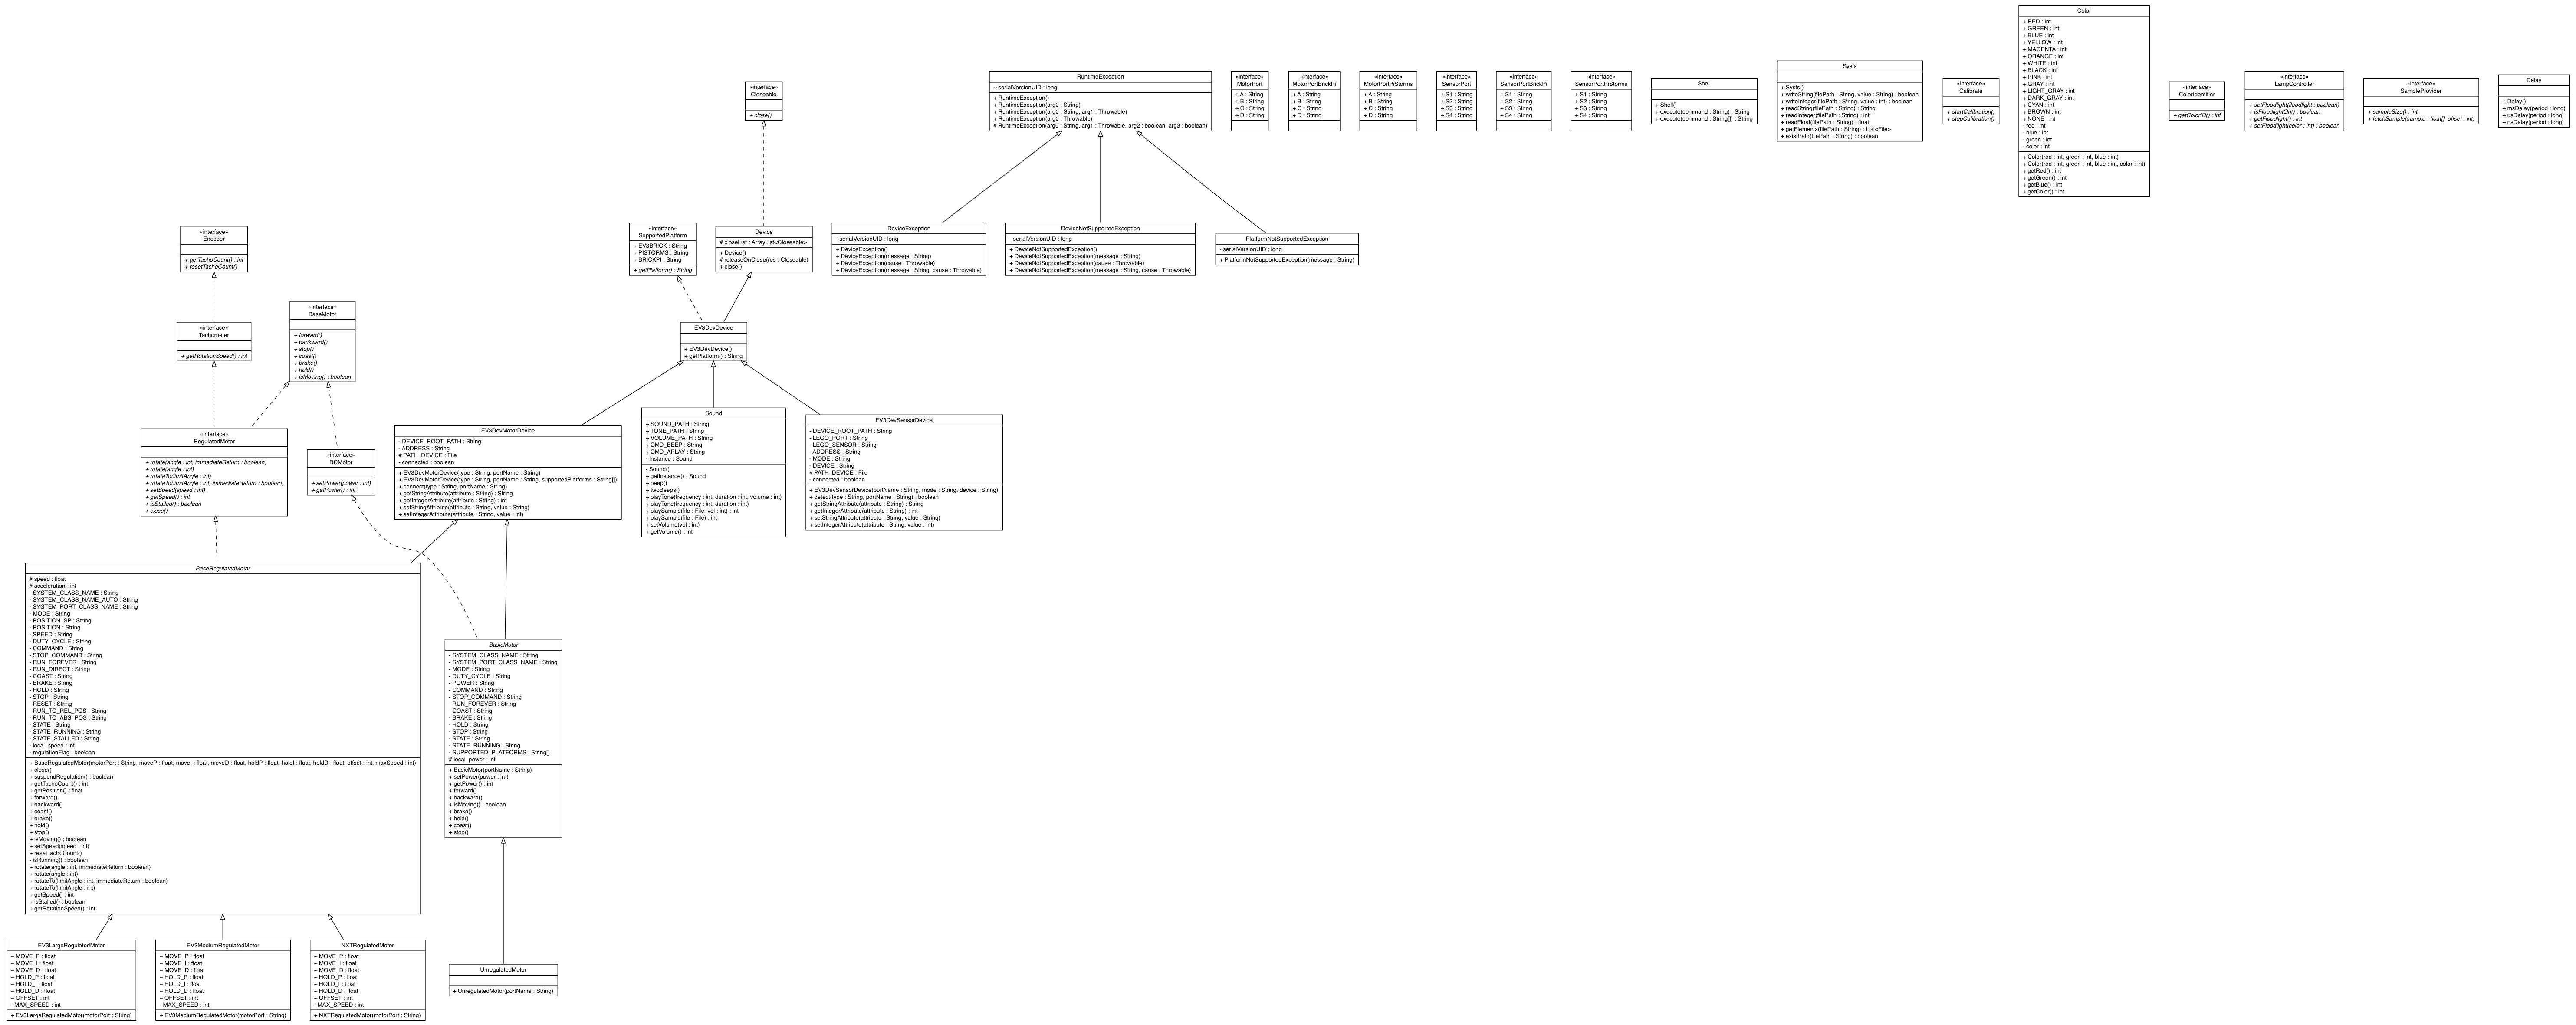 Color
+ RED : int
+ GREEN : int
+ BLUE : int
+ YELLOW : int
+ MAGENTA : int
+ ORANGE : int
+ WHITE : int
+ BLACK : int
+ PINK : int
+ GRAY : int
+ LIGHT_GRAY : int
+ DARK_GRAY : int
+ CYAN : int
+ BROWN : int
+ NONE : int
- red : int
- blue : int
- green : int
- color : int
+ Color(red : int, green : int, blue : int)
+ Color(red : int, green : int, blue : int, color : int)
+ getRed() : int
+ getGreen() : int
+ getBlue() : int
+ getColor() : int
«interface»
Closeable
+ close()
RuntimeException
~ serialVersionUID : long
+ RuntimeException()
+ RuntimeException(arg0 : String)
+ RuntimeException(arg0 : String, arg1 : Throwable)
+ RuntimeException(arg0 : Throwable)
# RuntimeException(arg0 : String, arg1 : Throwable, arg2 : boolean, arg3 : boolean)
«interface»
MotorPort
+ A : String
+ B : String
+ C : String
+ D : String
«interface»
MotorPortBrickPi
+ A : String
+ B : String
+ C : String
+ D : String
«interface»
MotorPortPiStorms
+ A : String
+ B : String
+ C : String
+ D : String
«interface»
SensorPort
+ S1 : String
+ S2 : String
+ S3 : String
+ S4 : String
«interface»
SensorPortBrickPi
+ S1 : String
+ S2 : String
+ S3 : String
+ S4 : String
«interface»
SensorPortPiStorms
+ S1 : String
+ S2 : String
+ S3 : String
+ S4 : String
Shell
+ Shell()
+ execute(command : String) : String
+ execute(command : String[]) : String
Sysfs
+ Sysfs()
+ writeString(filePath : String, value : String) : boolean
+ writeInteger(filePath : String, value : int) : boolean
+ readString(filePath : String) : String
+ readInteger(filePath : String) : int
+ readFloat(filePath : String) : float
+ getElements(filePath : String) : List<File>
+ existPath(filePath : String) : boolean
«interface»
Calibrate
+ startCalibration()
+ stopCalibration()
«interface»
ColorIdentifier
+ getColorID() : int
«interface»
LampController
+ setFloodlight(floodlight : boolean)
+ isFloodlightOn() : boolean
+ getFloodlight() : int
+ setFloodlight(color : int) : boolean
«interface»
SampleProvider
+ sampleSize() : int
+ fetchSample(sample : float[], offset : int)
Delay
+ Delay()
+ msDelay(period : long)
+ usDelay(period : long)
+ nsDelay(period : long)
«interface»
Encoder
+ getTachoCount() : int
+ resetTachoCount()
«interface»
SupportedPlatform
+ EV3BRICK : String
+ PISTORMS : String
+ BRICKPI : String
+ getPlatform() : String
Device
# closeList : ArrayList<Closeable>
+ Device()
# releaseOnClose(res : Closeable)
+ close()
DeviceException
- serialVersionUID : long
+ DeviceException()
+ DeviceException(message : String)
+ DeviceException(cause : Throwable)
+ DeviceException(message : String, cause : Throwable)
DeviceNotSupportedException
- serialVersionUID : long
+ DeviceNotSupportedException()
+ DeviceNotSupportedException(message : String)
+ DeviceNotSupportedException(cause : Throwable)
+ DeviceNotSupportedException(message : String, cause : Throwable)
PlatformNotSupportedException
- serialVersionUID : long
+ PlatformNotSupportedException(message : String)
«interface»
Tachometer
+ getRotationSpeed() : int
«interface»
BaseMotor
+ forward()
+ backward()
+ stop()
+ coast()
+ brake()
+ hold()
+ isMoving() : boolean
EV3DevDevice
+ EV3DevDevice()
+ getPlatform() : String
«interface»
RegulatedMotor
+ rotate(angle : int, immediateReturn : boolean)
+ rotate(angle : int)
+ rotateTo(limitAngle : int)
+ rotateTo(limitAngle : int, immediateReturn : boolean)
+ setSpeed(speed : int)
+ getSpeed() : int
+ isStalled() : boolean
+ close()
«interface»
DCMotor
+ setPower(power : int)
+ getPower() : int
EV3DevMotorDevice
- DEVICE_ROOT_PATH : String
- ADDRESS : String
# PATH_DEVICE : File
- connected : boolean
+ EV3DevMotorDevice(type : String, portName : String)
+ EV3DevMotorDevice(type : String, portName : String, supportedPlatforms : String[])
+ connect(type : String, portName : String)
+ getStringAttribute(attribute : String) : String
+ getIntegerAttribute(attribute : String) : int
+ setStringAttribute(attribute : String, value : String)
+ setIntegerAttribute(attribute : String, value : int)
Sound
+ SOUND_PATH : String
+ TONE_PATH : String
+ VOLUME_PATH : String
+ CMD_BEEP : String
+ CMD_APLAY : String
- Instance : Sound
- Sound()
+ getInstance() : Sound
+ beep()
+ twoBeeps()
+ playTone(frequency : int, duration : int, volume : int)
+ playTone(frequency : int, duration : int)
+ playSample(file : File, vol : int) : int
+ playSample(file : File) : int
+ setVolume(vol : int)
+ getVolume() : int
EV3DevSensorDevice
- DEVICE_ROOT_PATH : String
- LEGO_PORT : String
- LEGO_SENSOR : String
- ADDRESS : String
- MODE : String
- DEVICE : String
# PATH_DEVICE : File
- connected : boolean
+ EV3DevSensorDevice(portName : String, mode : String, device : String)
+ detect(type : String, portName : String) : boolean
+ getStringAttribute(attribute : String) : String
+ getIntegerAttribute(attribute : String) : int
+ setStringAttribute(attribute : String, value : String)
+ setIntegerAttribute(attribute : String, value : int)
BaseRegulatedMotor
# speed : float
# acceleration : int
- SYSTEM_CLASS_NAME : String
- SYSTEM_CLASS_NAME_AUTO : String
- SYSTEM_PORT_CLASS_NAME : String
- MODE : String
- POSITION_SP : String
- POSITION : String
- SPEED : String
- DUTY_CYCLE : String
- COMMAND : String
- STOP_COMMAND : String
- RUN_FOREVER : String
- RUN_DIRECT : String
- COAST : String
- BRAKE : String
- HOLD : String
- STOP : String
- RESET : String
- RUN_TO_REL_POS : String
- RUN_TO_ABS_POS : String
- STATE : String
- STATE_RUNNING : String
- STATE_STALLED : String
- local_speed : int
- regulationFlag : boolean
+ BaseRegulatedMotor(motorPort : String, moveP : float, moveI : float, moveD : float, holdP : float, holdI : float, holdD : float, offset : int, maxSpeed : int)
+ close()
+ suspendRegulation() : boolean
+ getTachoCount() : int
+ getPosition() : float
+ forward()
+ backward()
+ coast()
+ brake()
+ hold()
+ stop()
+ isMoving() : boolean
+ setSpeed(speed : int)
+ resetTachoCount()
- isRunning() : boolean
+ rotate(angle : int, immediateReturn : boolean)
+ rotate(angle : int)
+ rotateTo(limitAngle : int, immediateReturn : boolean)
+ rotateTo(limitAngle : int)
+ getSpeed() : int
+ isStalled() : boolean
+ getRotationSpeed() : int
BasicMotor
- SYSTEM_CLASS_NAME : String
- SYSTEM_PORT_CLASS_NAME : String
- MODE : String
- DUTY_CYCLE : String
- POWER : String
- COMMAND : String
- STOP_COMMAND : String
- RUN_FOREVER : String
- COAST : String
- BRAKE : String
- HOLD : String
- STOP : String
- STATE : String
- STATE_RUNNING : String
- SUPPORTED_PLATFORMS : String[]
# local_power : int
+ BasicMotor(portName : String)
+ setPower(power : int)
+ getPower() : int
+ forward()
+ backward()
+ isMoving() : boolean
+ brake()
+ hold()
+ coast()
+ stop()
EV3LargeRegulatedMotor
~ MOVE_P : float
~ MOVE_I : float
~ MOVE_D : float
~ HOLD_P : float
~ HOLD_I : float
~ HOLD_D : float
~ OFFSET : int
- MAX_SPEED : int
+ EV3LargeRegulatedMotor(motorPort : String)
EV3MediumRegulatedMotor
~ MOVE_P : float
~ MOVE_I : float
~ MOVE_D : float
~ HOLD_P : float
~ HOLD_I : float
~ HOLD_D : float
~ OFFSET : int
- MAX_SPEED : int
+ EV3MediumRegulatedMotor(motorPort : String)
NXTRegulatedMotor
~ MOVE_P : float
~ MOVE_I : float
~ MOVE_D : float
~ HOLD_P : float
~ HOLD_I : float
~ HOLD_D : float
~ OFFSET : int
- MAX_SPEED : int
+ NXTRegulatedMotor(motorPort : String)
UnregulatedMotor
+ UnregulatedMotor(portName : String)